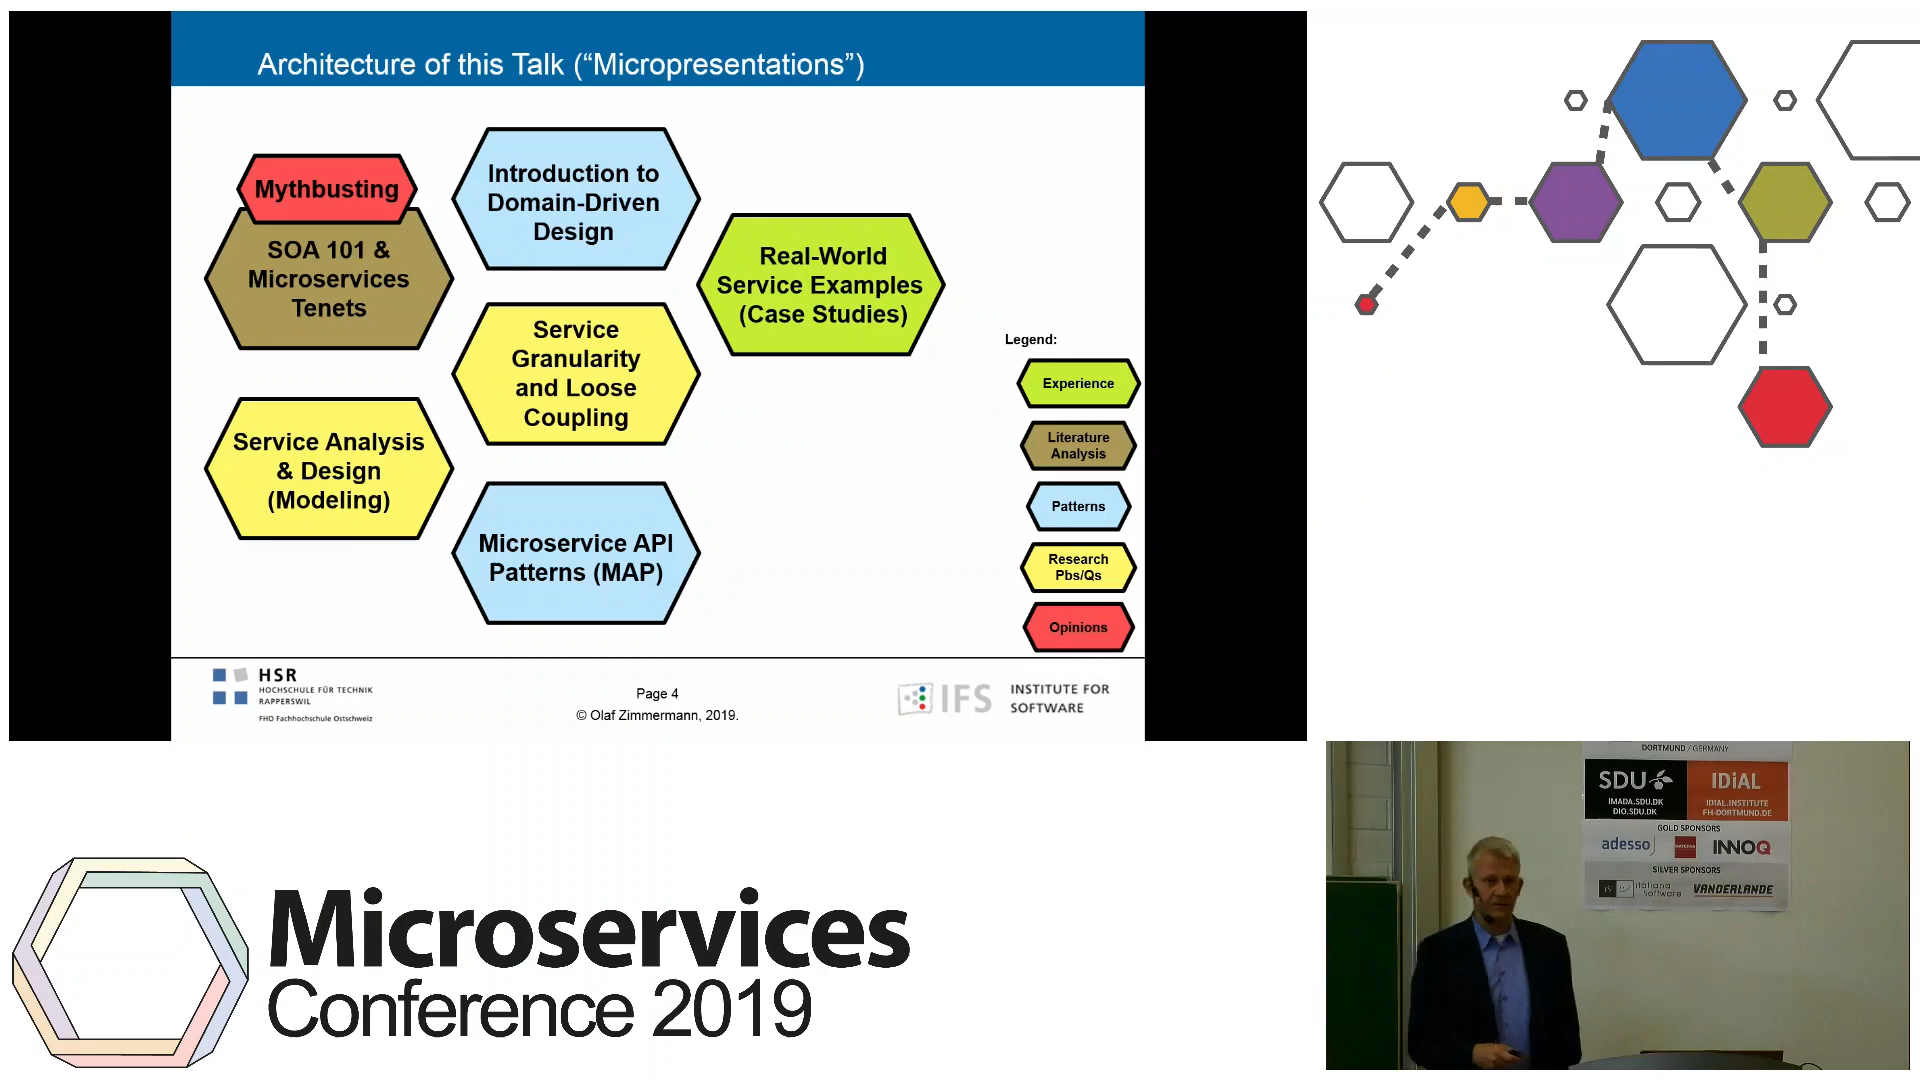 Architecture of this Talk (“Micropresentations”)
Mythbusting
SOA 101 &
Microservices
Tenets
Introduction to
Domain-Driven
Design
Real-World
Service Examples
(Case Studies)
Service
Granularity
and Loose
Coupling
Service Analysis
& Design
(Modeling)
Microservice API
Patterns (MAP)
Legend:
Experience
Literature
Analysis
Patterns
Research
Pbs/Qs
Opinions
HSR
HOCHSCHULE FÜR TECHNIK
RAPPERSWIL
FHO Fachhochschule Ostschweiz
Page 4
© Olaf Zimmermann, 2019.
IFS
INSTITUTE FOR
SOFTWARE
DORTMUND / GERMANY
SDU
IMADA.SDU.DK
DIO.SDU.DK
IDiAL
IDIAL.INSTITUTE
FH-DORTMUND.DE
GOLD SPONSORS
adesso
INNOQ
SILVER SPONSORS
italiana
Software
VANDERLANDE
Microservices
Conference 2019